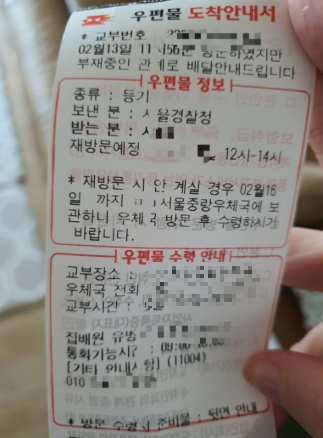 우편물 도착안내서
* 교부번호
02월13일 11시56분 방문하였지만
부재중인 관계로 배달안내드립니다
우편물 정보
종류 : 등기
보낸 분 : 서울경찰청
받는 분 :
재방문예정 12시-14시
* 재방문 시 안 계실 경우 02월16
일 까지 서울중랑우체국에 보
관하니 우체국 방문 후 수령하시기
바랍니다.
우편물 수령 안내
교부장소 :
우체국 전화
교부시간 :
집배원 유영
통화가능시간 : 09:00
[기타 안내사항] (11004)
010
* 방문 수령시 준비물 : 뒷면 안내